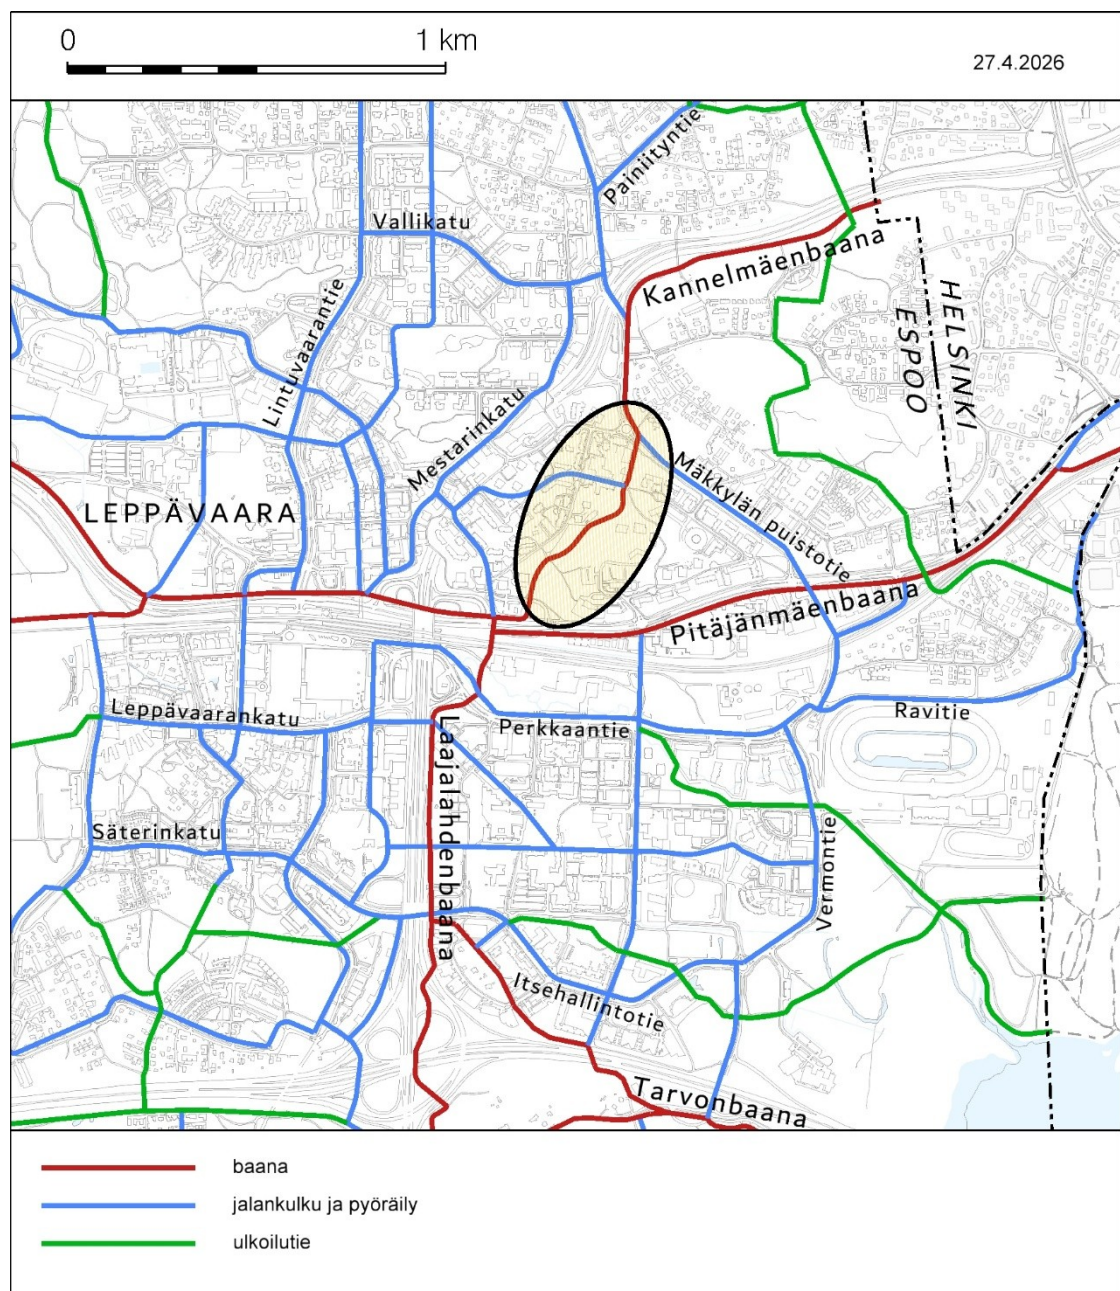 0 1 km
27.4.2026
Painiityntie
Vallikatu
Kannelmäenbaana
HELSINKI
ESPOO
Lintuvaarantie
Mestarinkatu
Mäkkylän puistotie
LEPPÄVAARA
Pitäjänmäenbaana
Leppävaarankatu
Perkkaantie
Ravitie
Laajalahdenbaana
Säterinkatu
Vermontie
Itsehallintotie
Tarvonbaana
baana
jalankulku ja pyöräily
ulkoilutie